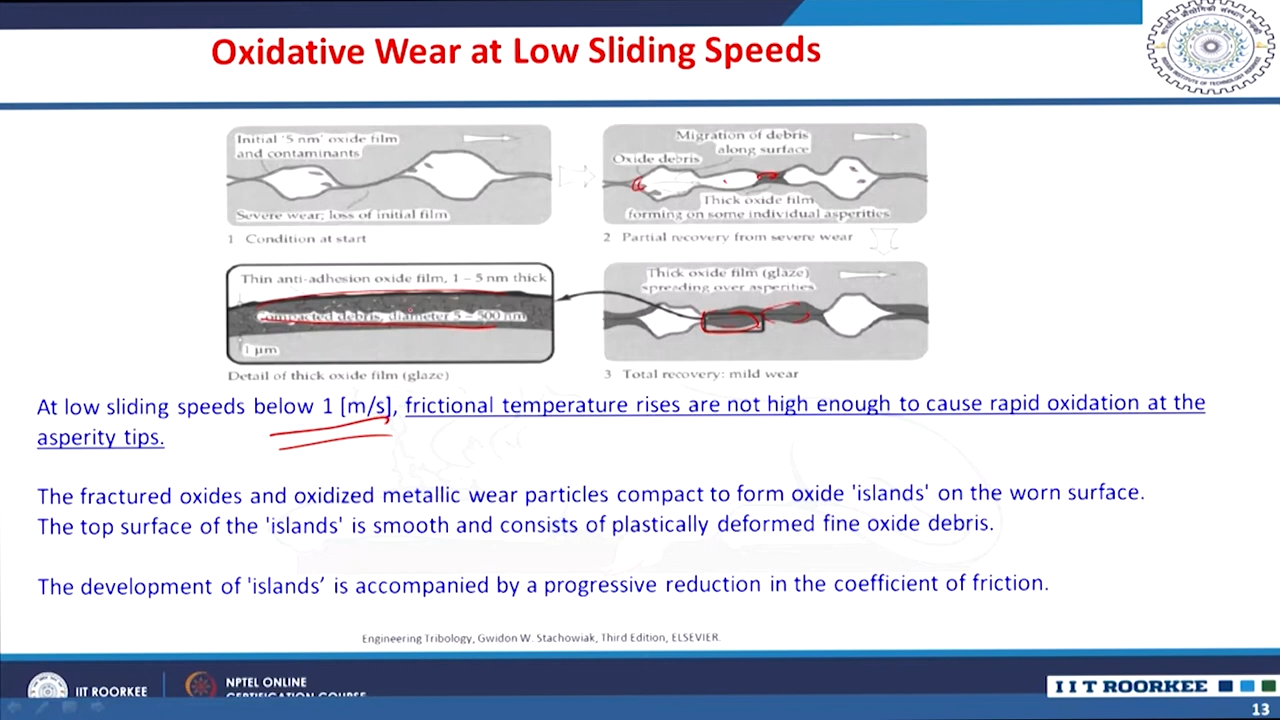 Oxidative Wear at Low Sliding Speeds
Initial '5 nm' oxide film
and contaminants
Severe wear; loss of initial film
1 Condition at start
Migration of debris
along surface
Oxide debris
Thick oxide film
forming on some individual asperities
2 Partial recovery from severe wear
Thin anti-adhesion oxide film, 1 – 5 nm thick
Compacted debris, diameter 5 – 500 nm
1 μm
Detail of thick oxide film (glaze)
Thick oxide film (glaze)
spreading over asperities
3 Total recovery: mild wear
At low sliding speeds below 1 [m/s], frictional temperature rises are not high enough to cause rapid oxidation at the
asperity tips.
The fractured oxides and oxidized metallic wear particles compact to form oxide 'islands' on the worn surface.
The top surface of the 'islands' is smooth and consists of plastically deformed fine oxide debris.
The development of 'islands’ is accompanied by a progressive reduction in the coefficient of friction.
Engineering Tribology, Gwidon W. Stachowiak, Third Edition, ELSEVIER.
IIT ROORKEE
NPTEL ONLINE
CERTIFICATION COURSE
IIT ROORKEE
13